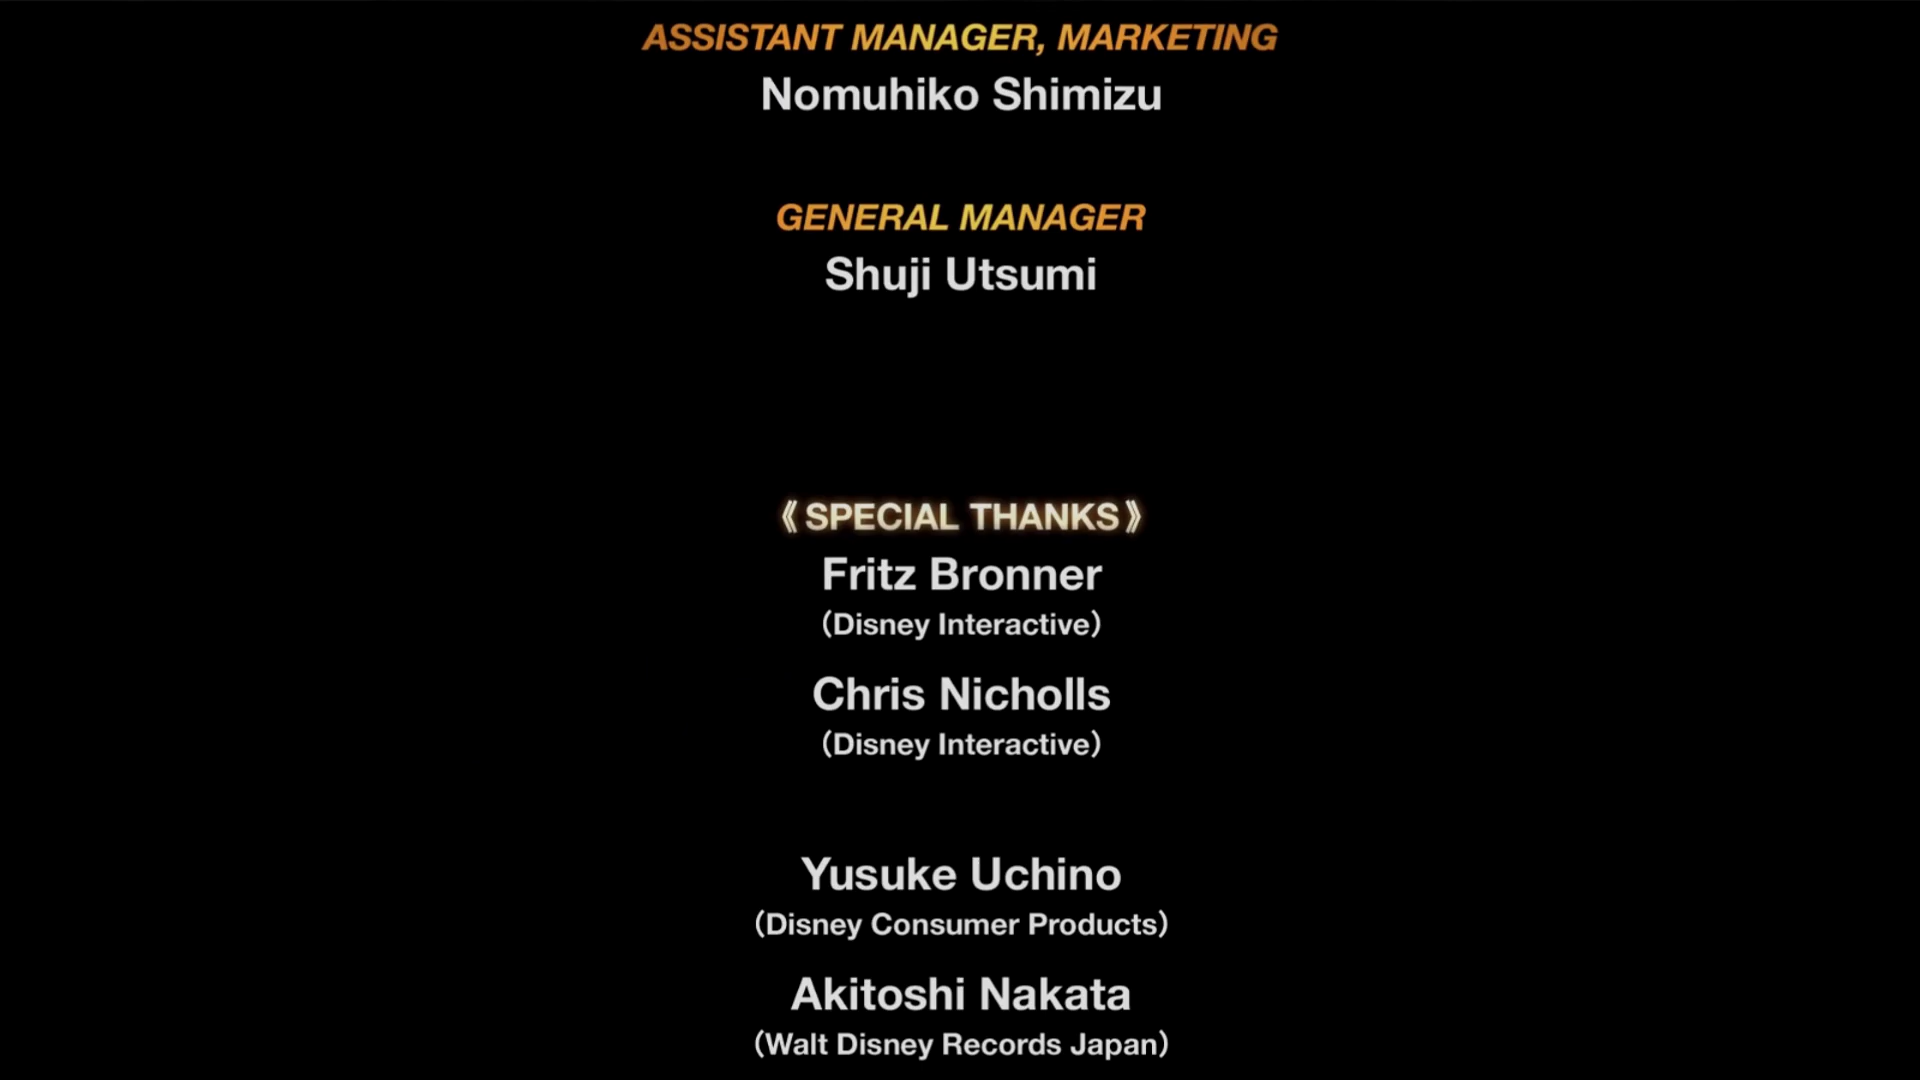 ASSISTANT MANAGER, MARKETING
Nomuhiko Shimizu
GENERAL MANAGER
Shuji Utsumi
《SPECIAL THANKS》
Fritz Bronner
(Disney Interactive)
Chris Nicholls
(Disney Interactive)
Yusuke Uchino
(Disney Consumer Products)
Akitoshi Nakata
(Walt Disney Records Japan)